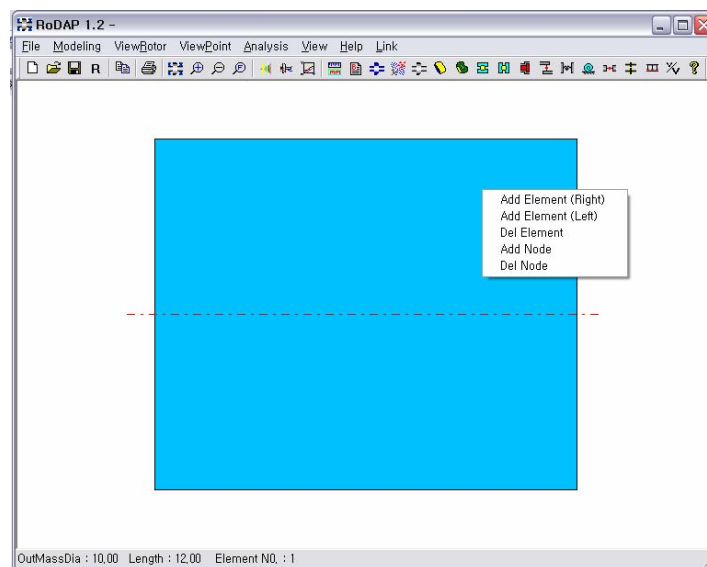 RoDAP 1.2 -
File Modeling ViewRotor ViewPoint Analysis View Help Link
R
Add Element (Right)
Add Element (Left)
Del Element
Add Node
Del Node
OutMassDia : 10,00 Length : 12,00 Element N0, : 1